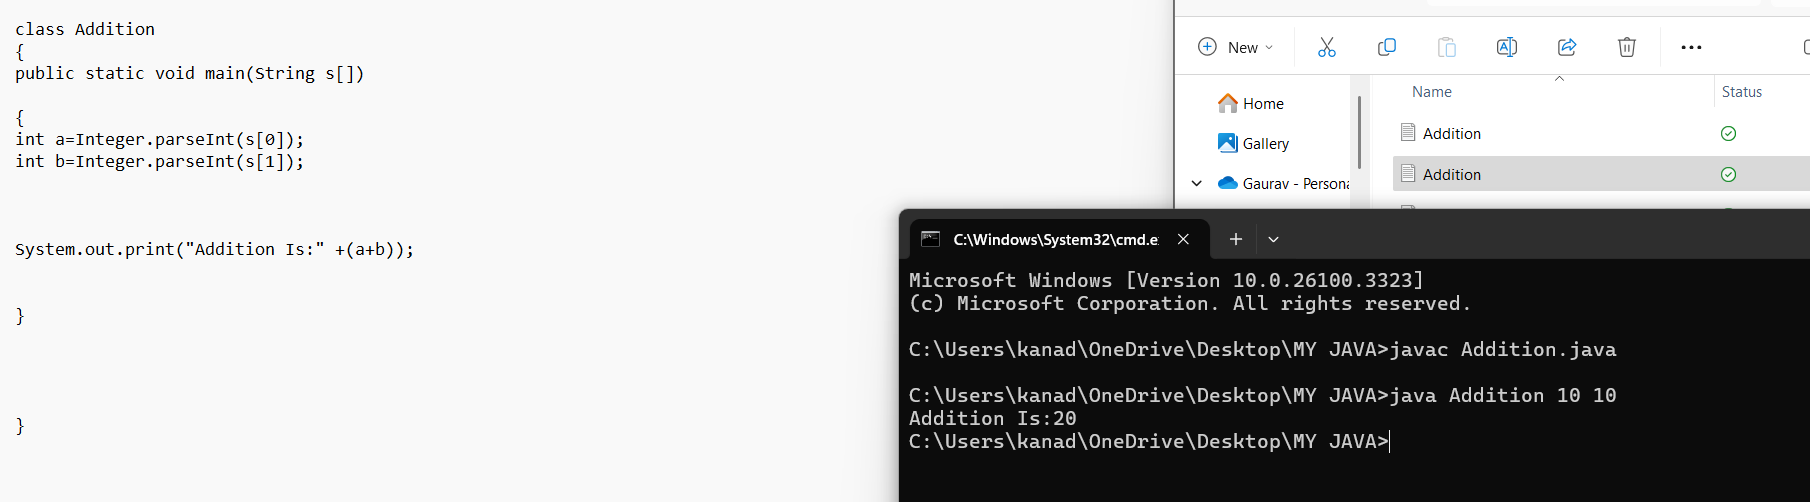 class Addition
{
public static void main(String s[])
{
int a=Integer.parseInt(s[0]);
int b=Integer.parseInt(s[1]);
System.out.print("Addition Is:" +(a+b));
}
}
New
Name
Status
Home
Gallery
Gaurav - Persona
Addition
Addition
C:\Windows\System32\cmd.e
Microsoft Windows [Version 10.0.26100.3323]
(c) Microsoft Corporation. All rights reserved.
C:\Users\kanad\OneDrive\Desktop\MY JAVA>javac Addition.java
C:\Users\kanad\OneDrive\Desktop\MY JAVA>java Addition 10 10
Addition Is:20
C:\Users\kanad\OneDrive\Desktop\MY JAVA>